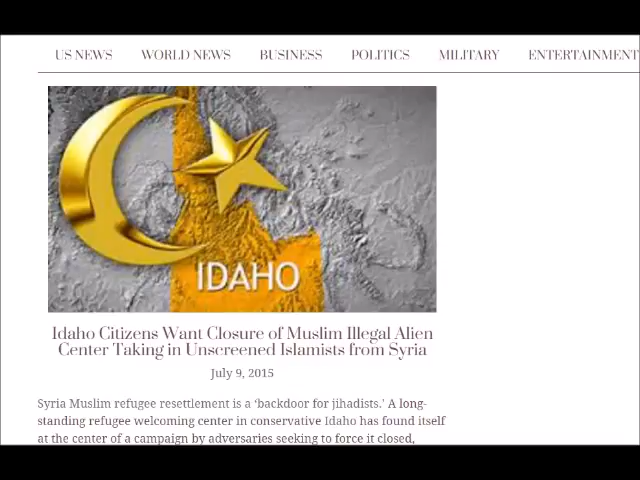 US NEWS WORLD NEWS BUSINESS POLITICS MILITARY ENTERTAINMENT
IDAHO
Idaho Citizens Want Closure of Muslim Illegal Alien
Center Taking in Unscreened Islamists from Syria
July 9, 2015
Syria Muslim refugee resettlement is a ‘backdoor for jihadists.’ A long-
standing refugee welcoming center in conservative Idaho has found itself
at the center of a campaign by adversaries seeking to force it closed,